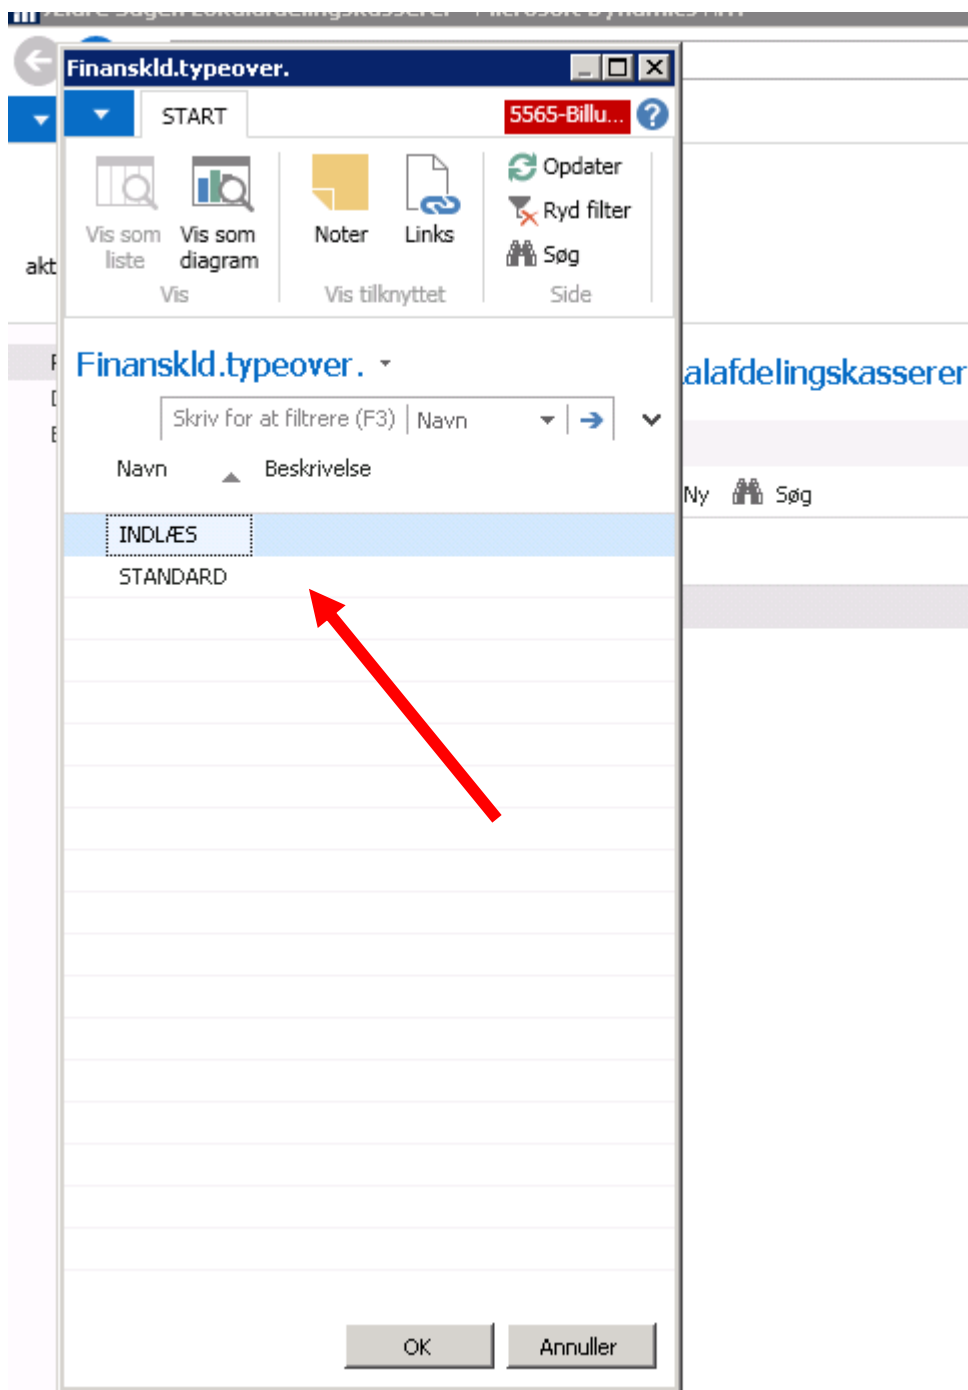 Finanskld.typeover.
START
5565-Billu...
Vis som liste
Vis som diagram
Noter
Links
Opdater
Ryd filter
Søg
Vis
Vis tilknyttet
Side
akt
Finanskld.typeover.
alafdelingskasserer
Skriv for at filtrere (F3)
Navn
Navn
Beskrivelse
Ny
Søg
INDLÆS
STANDARD
OK
Annuller